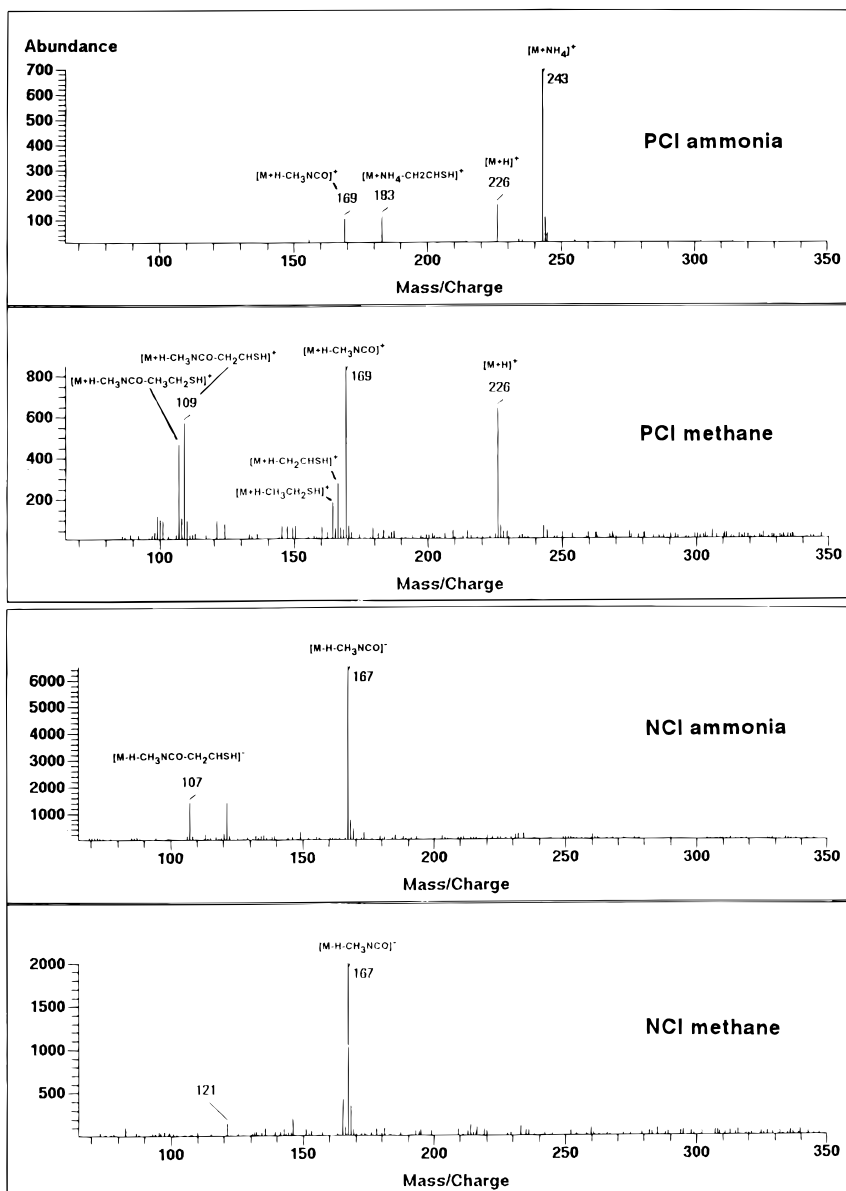 Abundance
[M+NH4]+
700
243
600
500
PCI ammonia
400
300
[M+H-CH3NCO]+ [M+NH4-CH2CHSH]+ [M+H]+
200
169 183 226
100
100 150 200 250 300 350
Mass/Charge
[M+H-CH3NCO-CH2CHSH]+ [M+H-CH3NCO]+ [M+H]+
800
[M+H-CH3NCO-CH3CH2SH]+
169
226
109
600
PCI methane
400
[M+H-CH2CHSH]+
200
[M+H-CH3CH2SH]+
100 150 200 250 300 350
Mass/Charge
[M-H-CH3NCO]-
167
6000
5000
NCI ammonia
4000
3000
[M-H-CH3NCO-CH2CHSH]-
2000
107
1000
100 150 200 250 300 350
Mass/Charge
[M-H-CH3NCO]-
2000
167
1500
NCI methane
1000
500
121
100 150 200 250 300 350
Mass/Charge